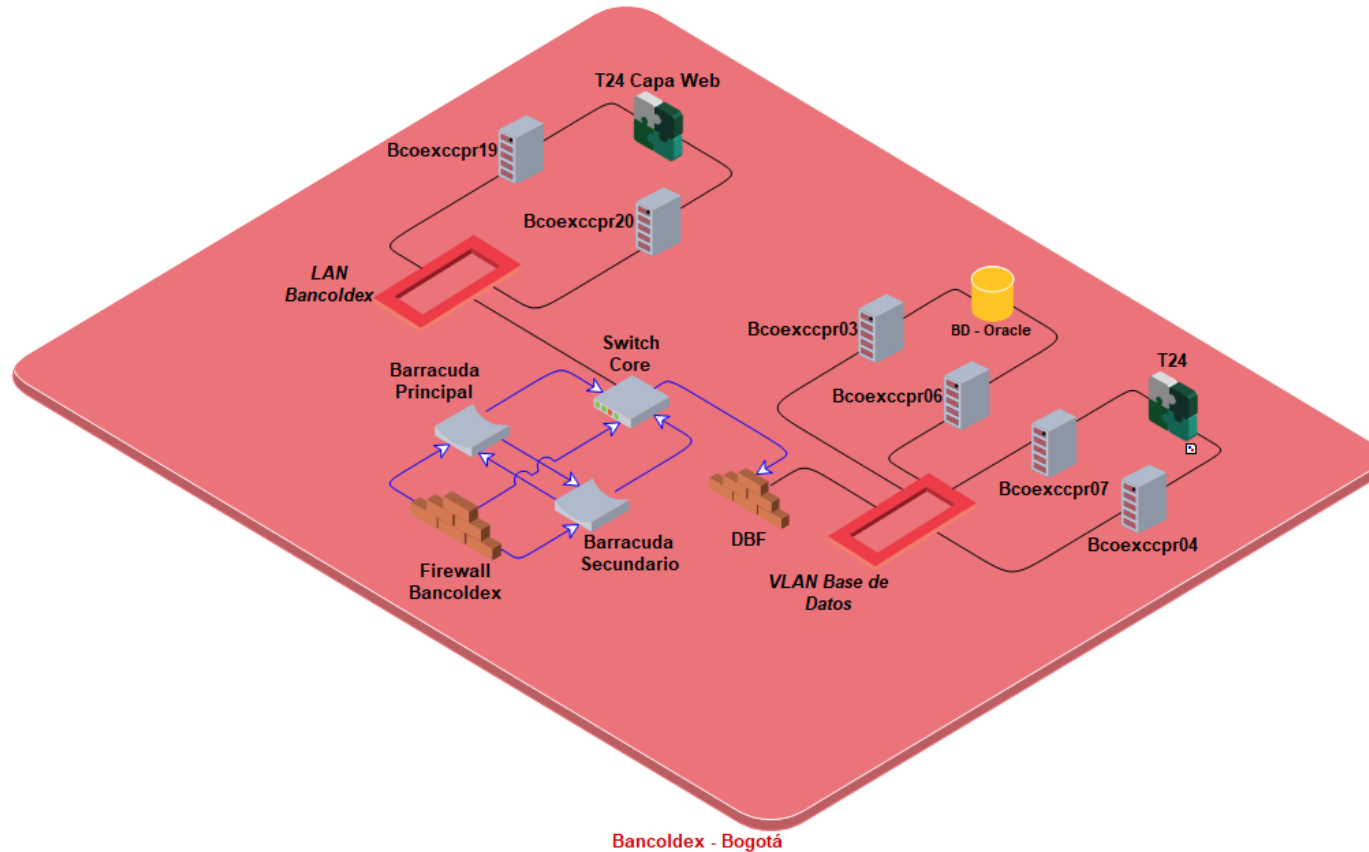 T24 Capa Web
Bcoexccpr19
Bcoexccpr20
LAN
Bancoldex
Bcoexccpr03
BD - Oracle
Switch
Core
T24
Barracuda
Principal
Bcoexccpr06
Bcoexccpr07
DBF
Barracuda
Secundario
Bcoexccpr04
Firewall
Bancoldex
VLAN Base de
Datos
Bancoldex - Bogotá